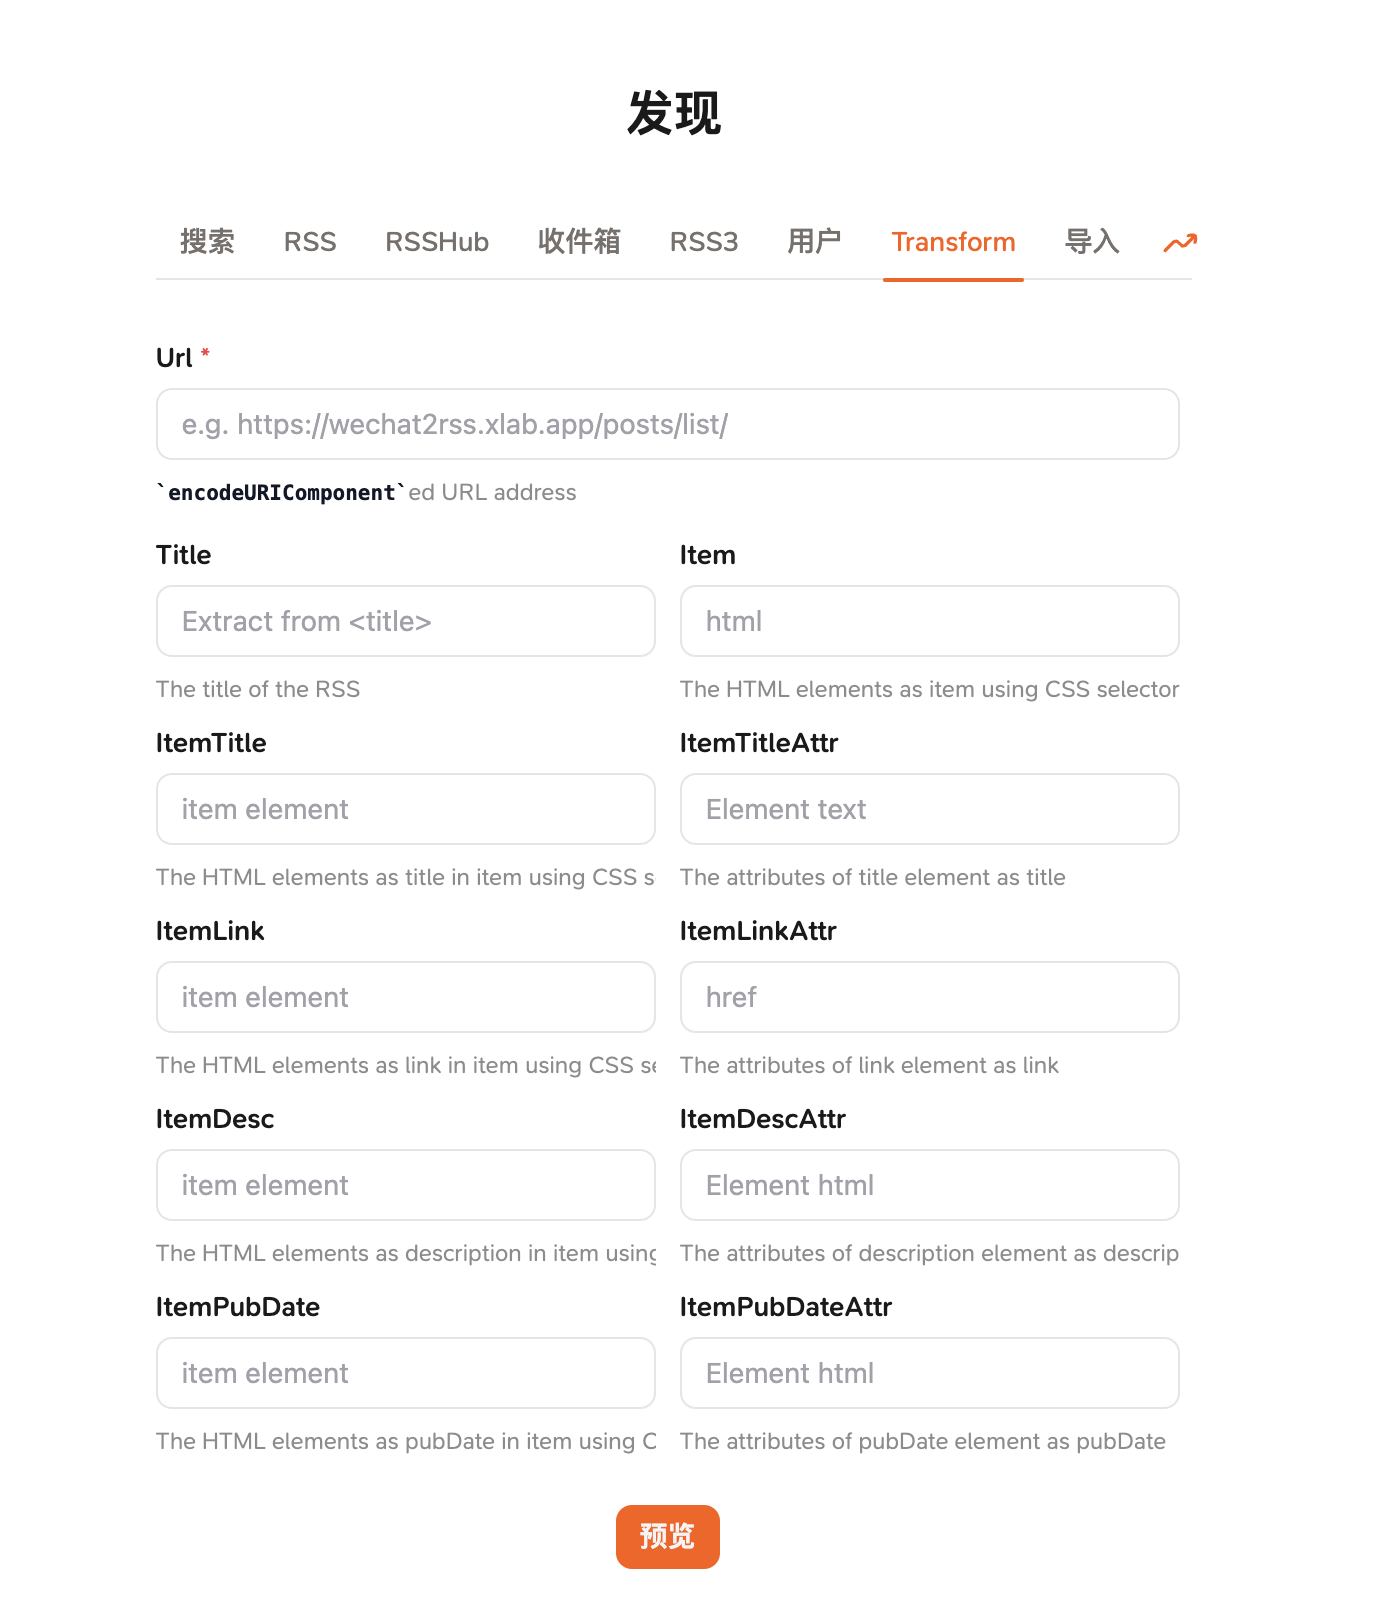 发现
搜索 RSS RSSHub 收件箱 RSS3 用户 Transform 导入
Url *
e.g. https://wechat2rss.xlab.app/posts/list/
`encodeURIComponent`ed URL address
Title Item
Extract from <title> html
The title of the RSS The HTML elements as item using CSS selector
ItemTitle ItemTitleAttr
item element Element text
The HTML elements as title in item using CSS s The attributes of title element as title
ItemLink ItemLinkAttr
item element href
The HTML elements as link in item using CSS se The attributes of link element as link
ItemDesc ItemDescAttr
item element Element html
The HTML elements as description in item using The attributes of description element as descrip
ItemPubDate ItemPubDateAttr
item element Element html
The HTML elements as pubDate in item using C The attributes of pubDate element as pubDate
预览